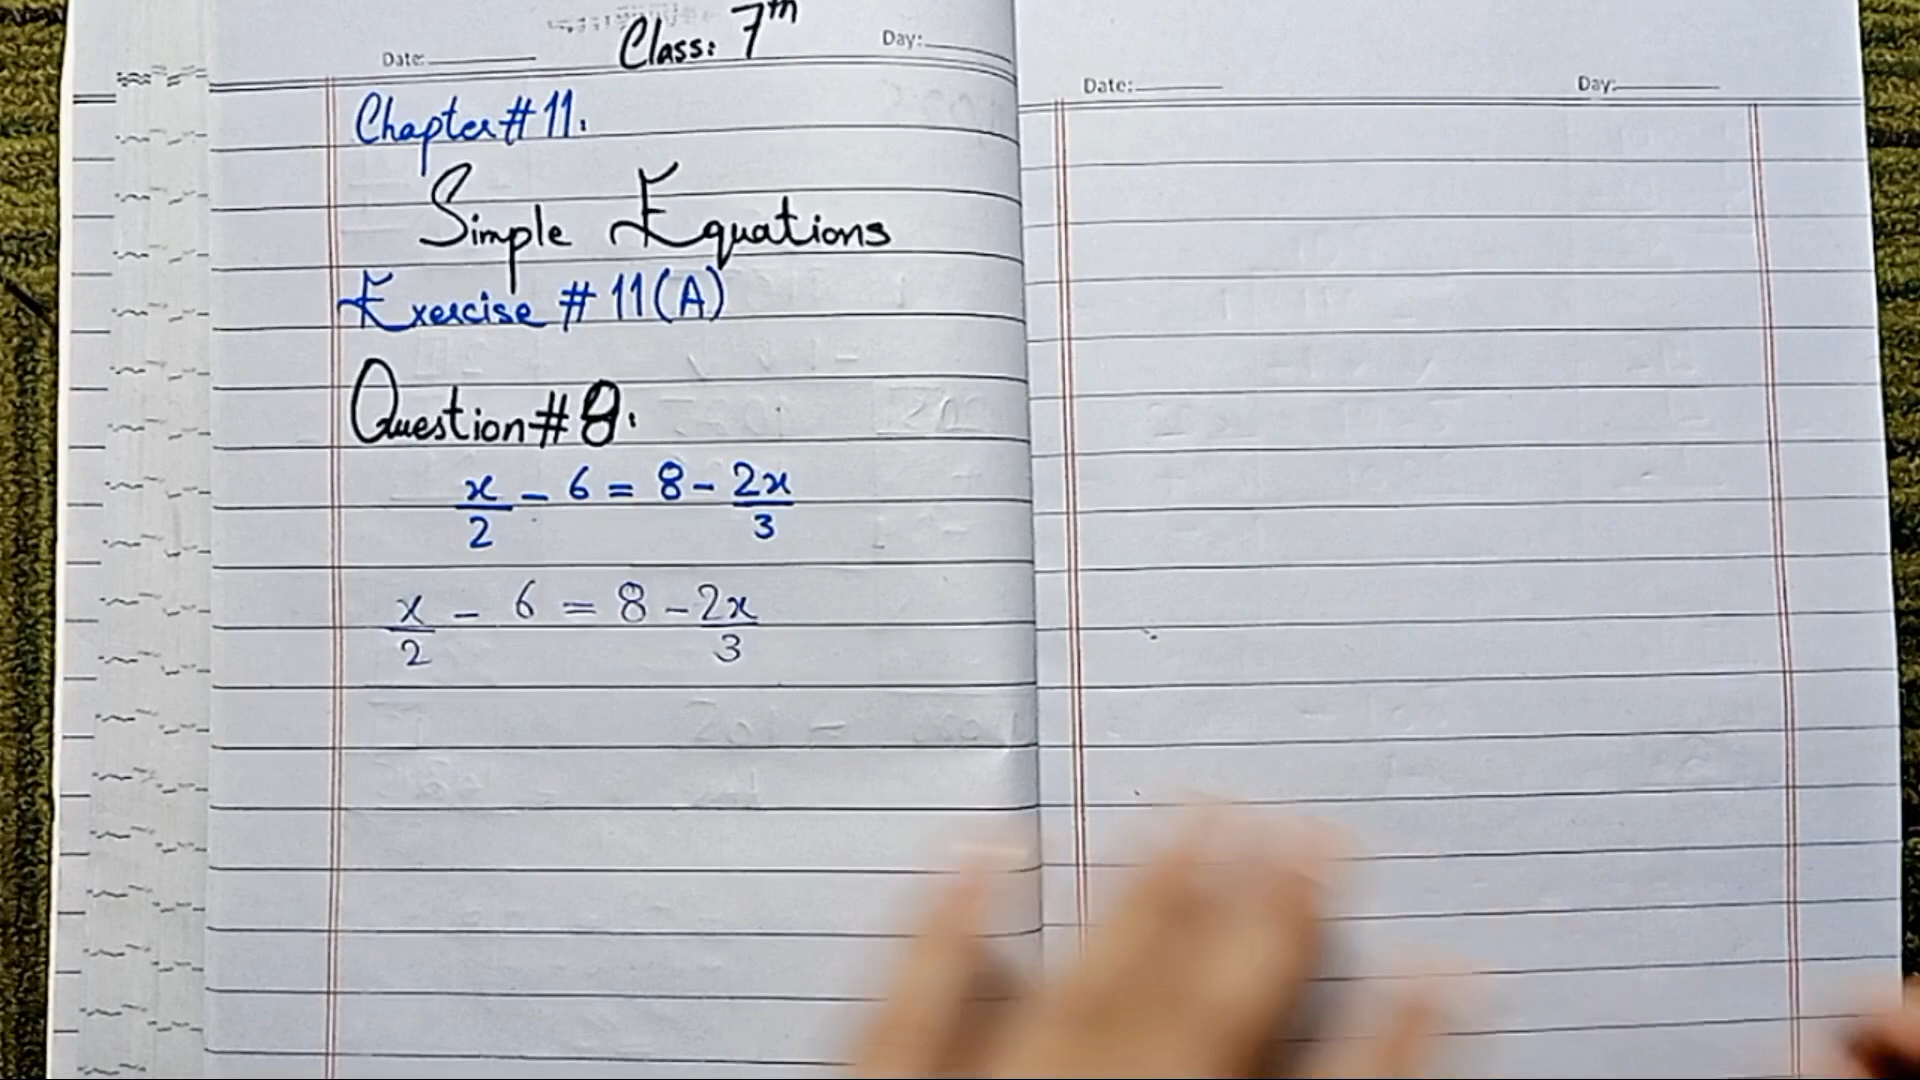 Class: 7th
Date: Day:
Chapter # 11.
Simple Equations
Exercise # 11(A)
Question # 8.
x/2 - 6 = 8 - 2x/3
x/2 - 6 = 8 - 2x/3
Date: Day: